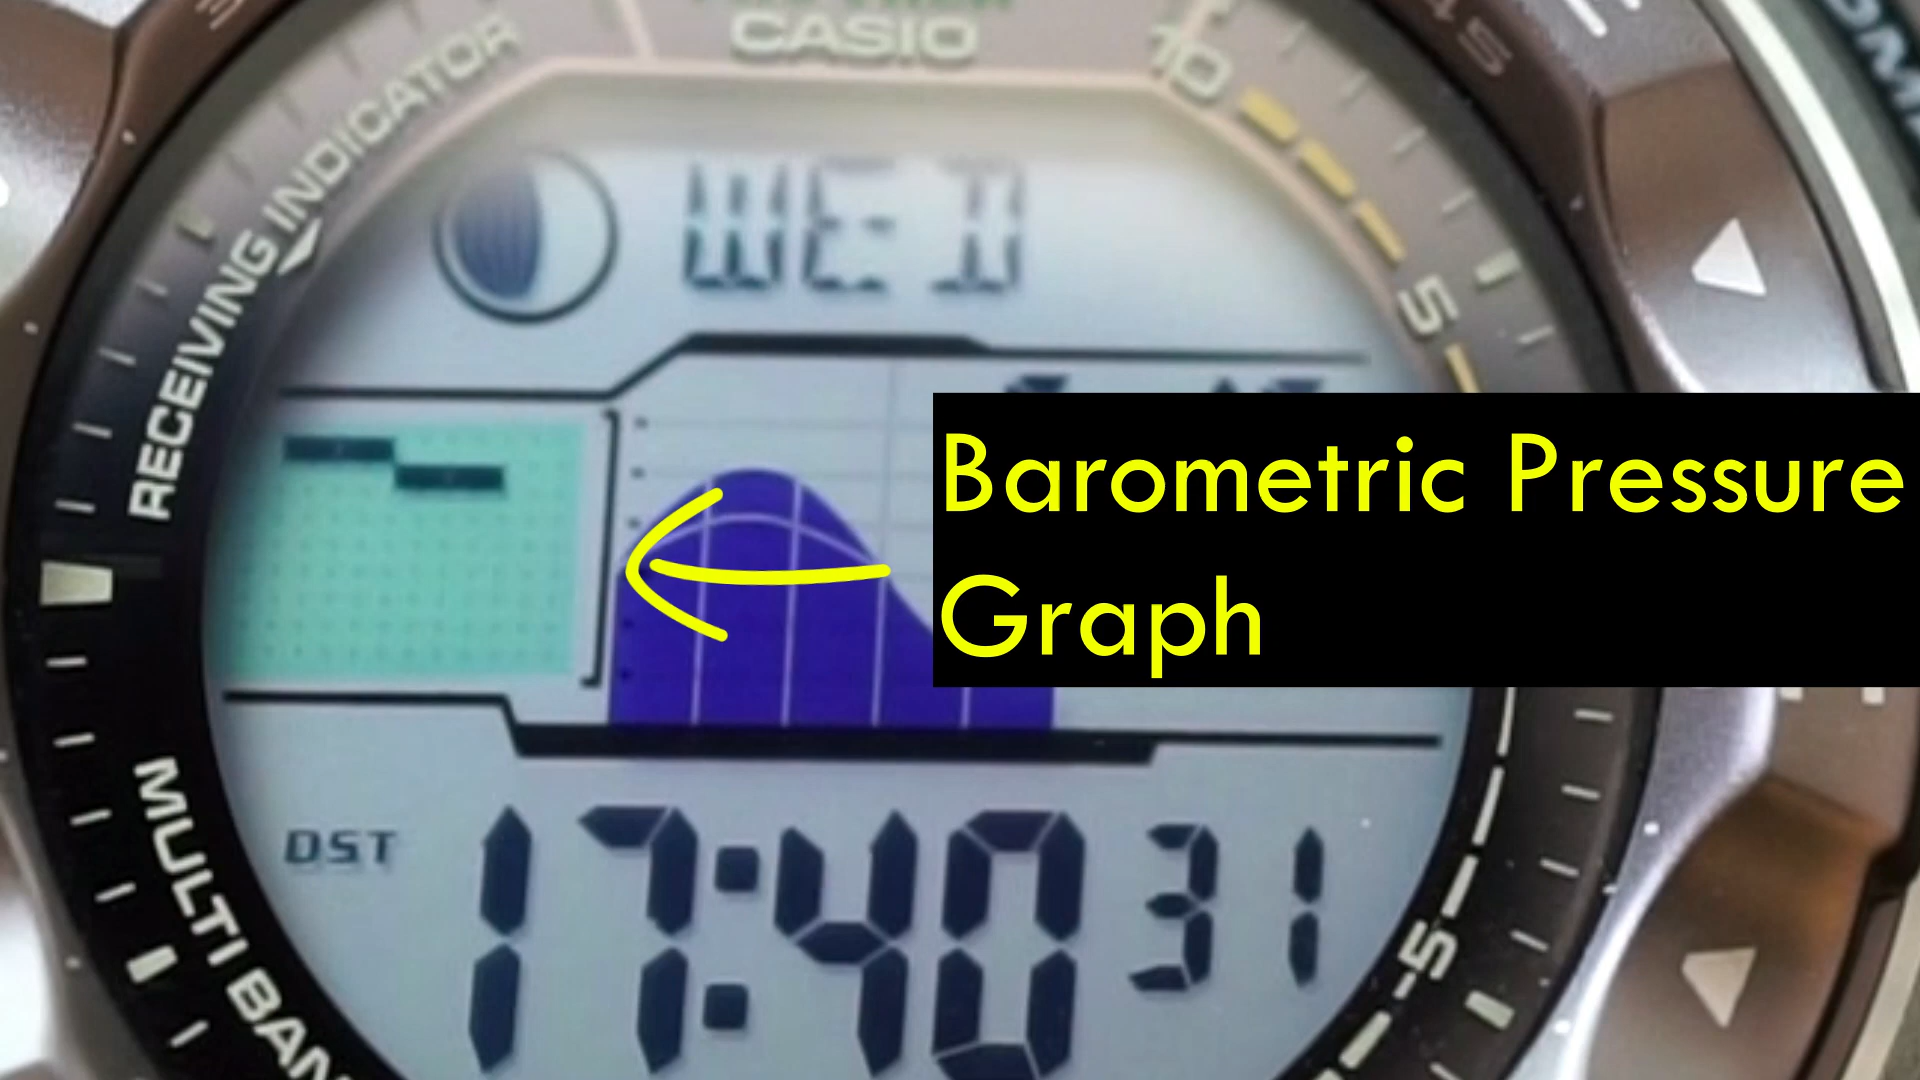 CASIO
10
RECEIVING INDICATOR
WED
5
Barometric Pressure
Graph
DST
17:40 31
-5
MULTI BAN